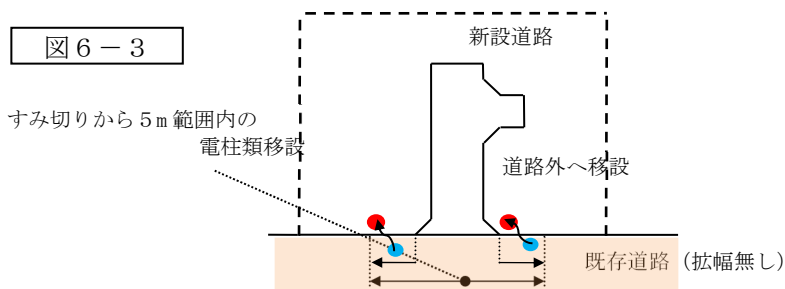 図６－３
新設道路
すみ切りから５ｍ範囲内の
電柱類移設
道路外へ移設
既存道路（拡幅無し）